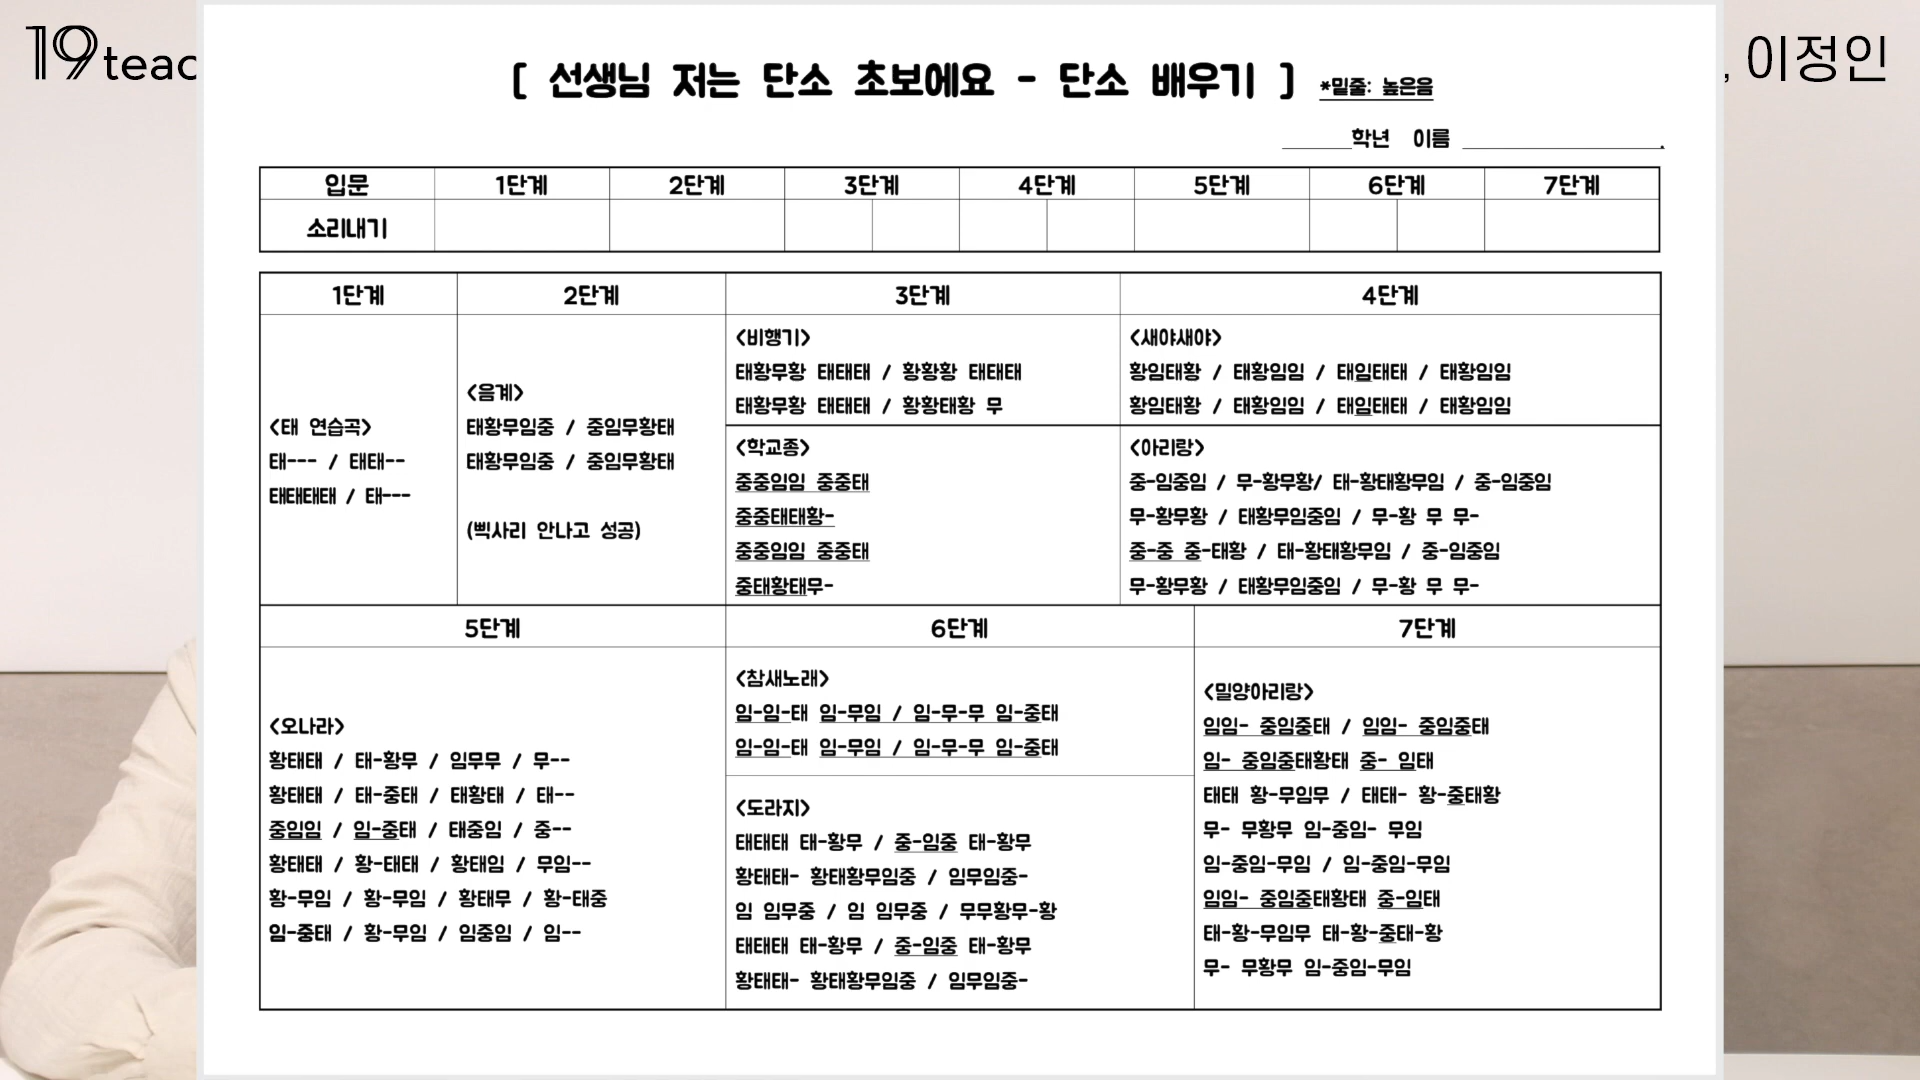 19teac
, 이정인
[ 선생님 저는 단소 초보에요 - 단소 배우기 ] *밑줄: 높은음
______학년 이름 _________________.
입문 1단계 2단계 3단계 4단계 5단계 6단계 7단계
소리내기
1단계 2단계 3단계 4단계
<태 연습곡>
태--- / 태태--
태태태태 / 태---
<음계>
태황무임중 / 중임무황태
태황무임중 / 중임무황태
(삑사리 안나고 성공)
<비행기>
태황무황 태태태 / 황황황 태태태
태황무황 태태태 / 황황태황 무
<학교종>
중중임임 중중태
중중태태황-
중중임임 중중태
중태황태무-
<새야새야>
황임태황 / 태황임임 / 태임태태 / 태황임임
황임태황 / 태황임임 / 태임태태 / 태황임임
<아리랑>
중-임중임 / 무-황무황/ 태-황태황무임 / 중-임중임
무-황무황 / 태황무임중임 / 무-황 무 무-
중-중 중-태황 / 태-황태황무임 / 중-임중임
무-황무황 / 태황무임중임 / 무-황 무 무-
5단계 6단계 7단계
<오나라>
황태태 / 태-황무 / 임무무 / 무--
황태태 / 태-중태 / 태황태 / 태--
중임임 / 임-중태 / 태중임 / 중--
황태태 / 황-태태 / 황태임 / 무임--
황-무임 / 황-무임 / 황태무 / 황-태중
임-중태 / 황-무임 / 임중임 / 임--
<참새노래>
임-임-태 임-무임 / 임-무-무 임-중태
임-임-태 임-무임 / 임-무-무 임-중태
<도라지>
태태태 태-황무 / 중-임중 태-황무
황태태- 황태황무임중 / 임무임중-
임 임무중 / 임 임무중 / 무무황무-황
태태태 태-황무 / 중-임중 태-황무
황태태- 황태황무임중 / 임무임중-
<밀양아리랑>
임임- 중임중태 / 임임- 중임중태
임- 중임중태황태 중- 임태
태태 황-무임무 / 태태- 황-중태황
무- 무황무 임-중임- 무임
임-중임-무임 / 임-중임-무임
임임- 중임중태황태 중-임태
태-황-무임무 태-황-중태-황
무- 무황무 임-중임-무임